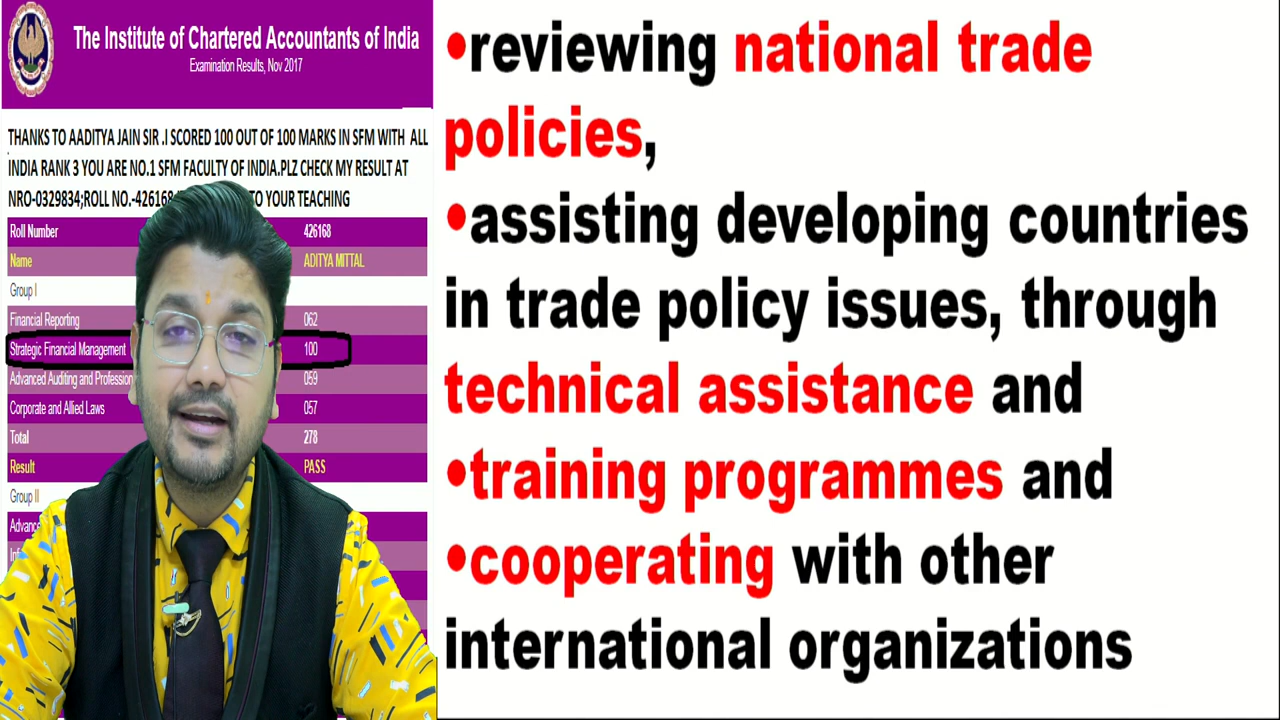 The Institute of Chartered Accountants of India
Examination Results, Nov 2017
THANKS TO AADITYA JAIN SIR .I SCORED 100 OUT OF 100 MARKS IN SFM WITH ALL
INDIA RANK 3 YOU ARE NO.1 SFM FACULTY OF INDIA.PLZ CHECK MY RESULT AT
NRO-0329834;ROLL NO.-426168 TO YOUR TEACHING
Roll Number 426168
Name ADITYA MITTAL
Group I
Financial Reporting 062
Strategic Financial Management 100
Advanced Auditing and Profession 059
Corporate and Allied Laws 057
Total 278
Result PASS
Group II
•reviewing national trade
policies,
•assisting developing countries
in trade policy issues, through
technical assistance and
•training programmes and
•cooperating with other
international organizations